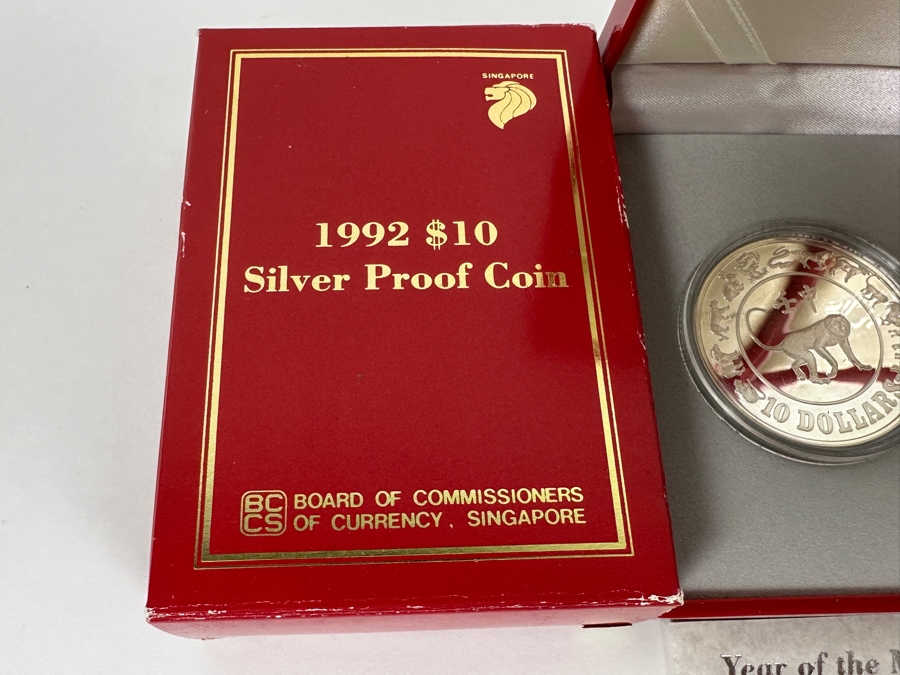 SINGAPORE
1992 $10
Silver Proof Coin
BC
CS
BOARD OF COMMISSIONERS
OF CURRENCY, SINGAPORE
10 DOLLARS
Year of the